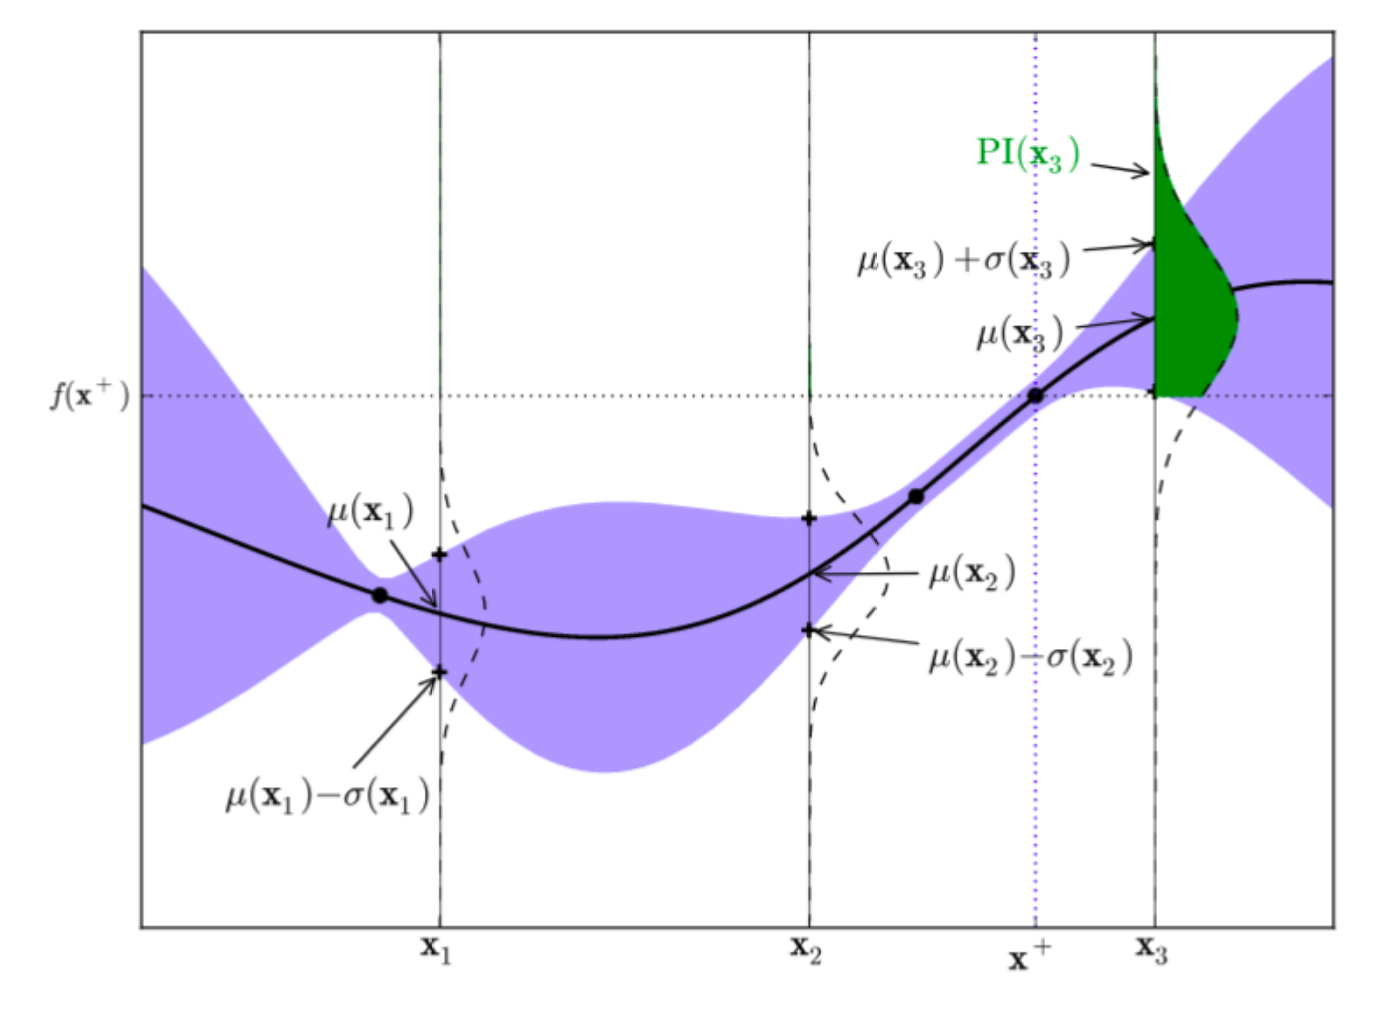 PI(x₃)
μ(x₃)+σ(x₃)
μ(x₃)
f(x⁺)
μ(x₁)
μ(x₂)
μ(x₂)−σ(x₂)
μ(x₁)−σ(x₁)
x₁ x₂ x⁺ x₃